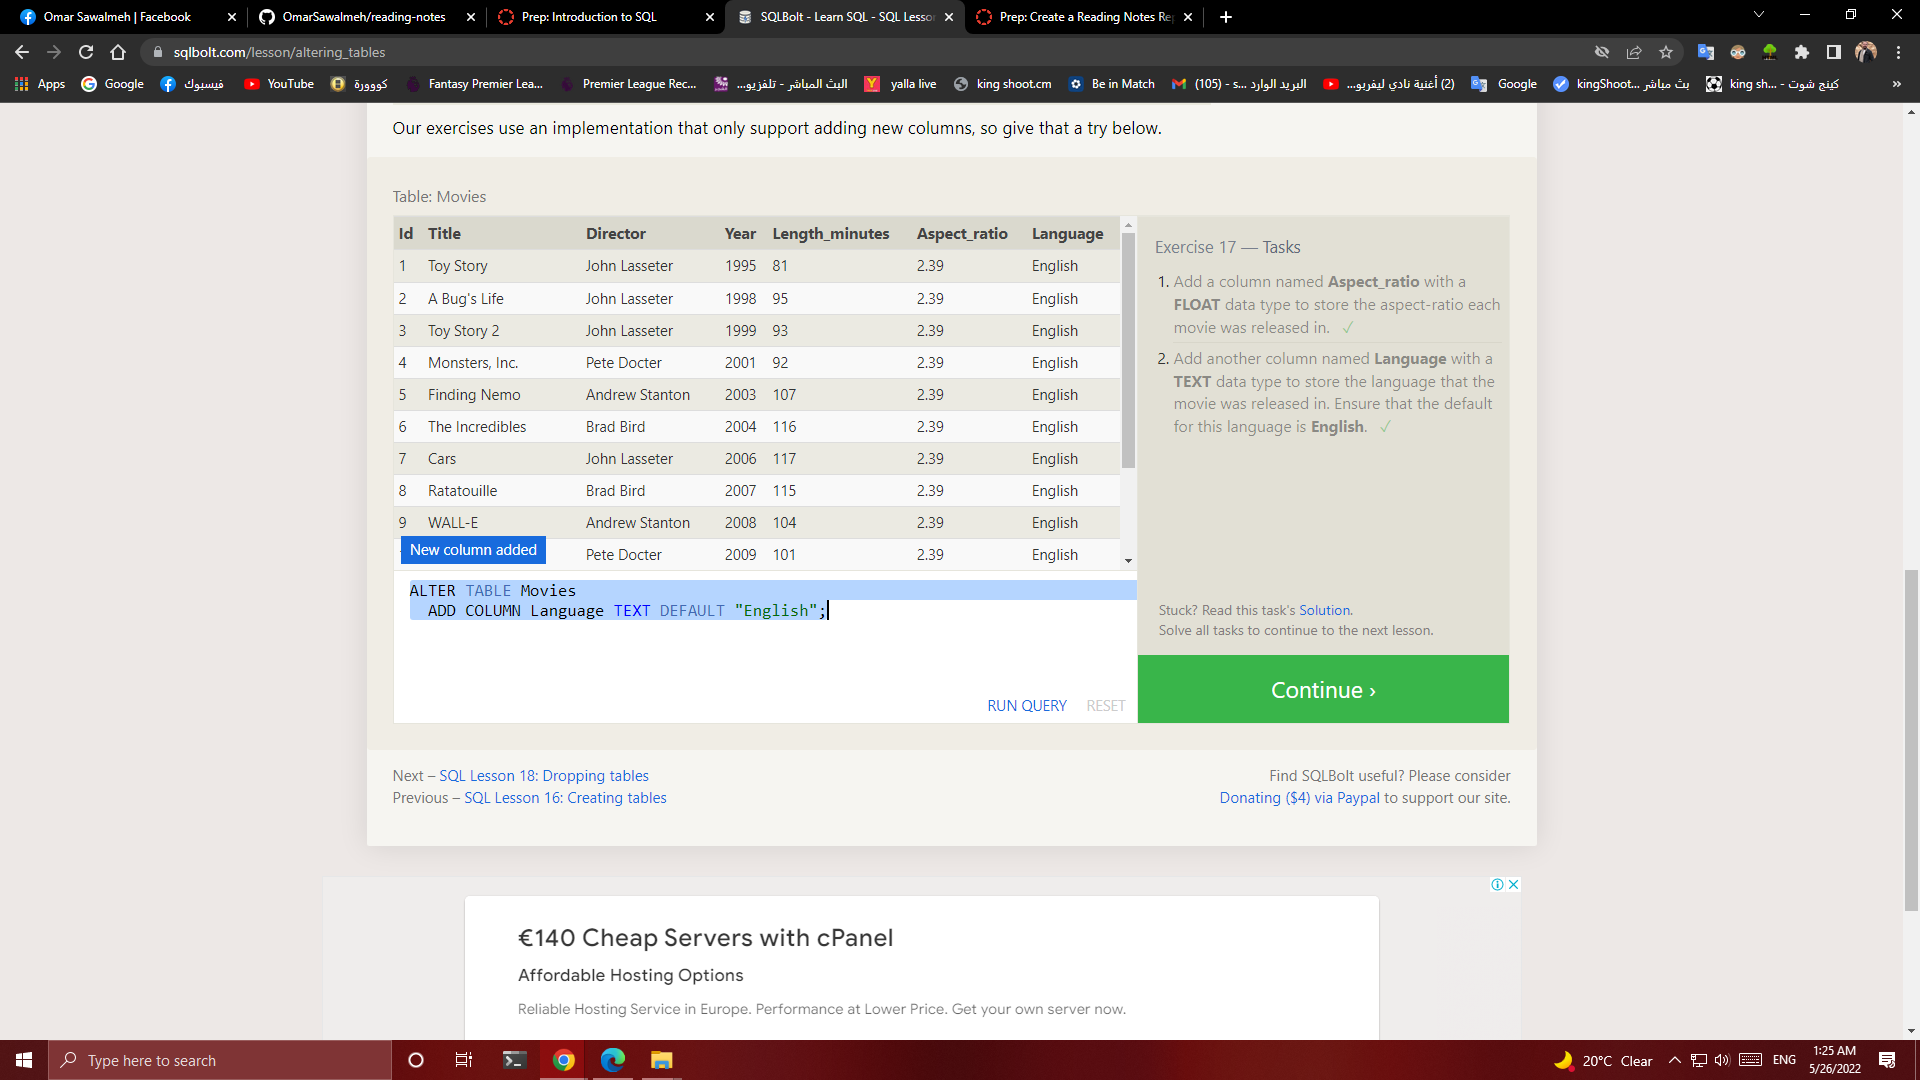 Omar Sawalmeh | Facebook
OmarSawalmeh/reading-notes
Prep: Introduction to SQL
SQLBolt - Learn SQL - SQL Lesso
Prep: Create a Reading Notes Re
sqlbolt.com/lesson/altering_tables
Apps
Google
فيسبوك
YouTube
كووورة
Fantasy Premier Lea...
Premier League Rec...
البث المباشر - تلفزيو...
yalla live
king shoot.cm
Be in Match
البريد الوارد (105) - s...
(2) أغنية نادي ليفربو...
Google
بث مباشر kingShoot...
كينج شوت - king sh...
»
Our exercises use an implementation that only support adding new columns, so give that a try below.
Table: Movies
Id Title Director Year Length_minutes Aspect_ratio Language
1 Toy Story John Lasseter 1995 81 2.39 English
2 A Bug's Life John Lasseter 1998 95 2.39 English
3 Toy Story 2 John Lasseter 1999 93 2.39 English
4 Monsters, Inc. Pete Docter 2001 92 2.39 English
5 Finding Nemo Andrew Stanton 2003 107 2.39 English
6 The Incredibles Brad Bird 2004 116 2.39 English
7 Cars John Lasseter 2006 117 2.39 English
8 Ratatouille Brad Bird 2007 115 2.39 English
9 WALL-E Andrew Stanton 2008 104 2.39 English
Pete Docter 2009 101 2.39 English
New column added
ALTER TABLE Movies
ADD COLUMN Language TEXT DEFAULT "English";
RUN QUERY RESET
Exercise 17 — Tasks
1. Add a column named Aspect_ratio with a
FLOAT data type to store the aspect-ratio each
movie was released in. ✓
2. Add another column named Language with a
TEXT data type to store the language that the
movie was released in. Ensure that the default
for this language is English. ✓
Stuck? Read this task's Solution.
Solve all tasks to continue to the next lesson.
Continue ›
Next – SQL Lesson 18: Dropping tables
Previous – SQL Lesson 16: Creating tables
Find SQLBolt useful? Please consider
Donating ($4) via Paypal to support our site.
€140 Cheap Servers with cPanel
Affordable Hosting Options
Reliable Hosting Service in Europe. Performance at Lower Price. Get your own server now.
Type here to search
20°C Clear
ENG
1:25 AM
5/26/2022